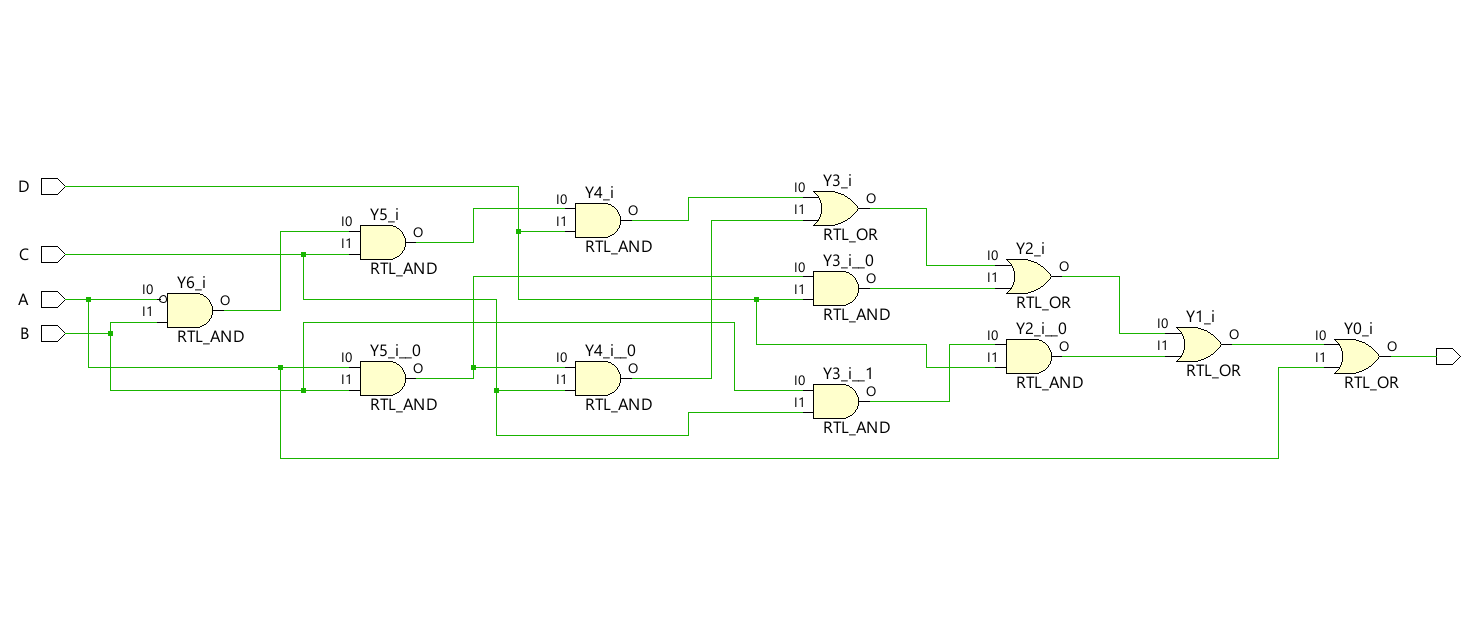 D
C
A
B
I0
I1
Y6_i
O
RTL_AND
I0
I1
Y5_i
O
RTL_AND
I0
I1
Y5_i__0
O
RTL_AND
I0
I1
Y4_i
O
RTL_AND
I0
I1
Y4_i__0
O
RTL_AND
I0
I1
Y3_i
O
RTL_OR
I0
I1
Y3_i__0
O
RTL_AND
I0
I1
Y3_i__1
O
RTL_AND
I0
I1
Y2_i
O
RTL_OR
I0
I1
Y2_i__0
O
RTL_AND
I0
I1
Y1_i
O
RTL_OR
I0
I1
Y0_i
O
RTL_OR